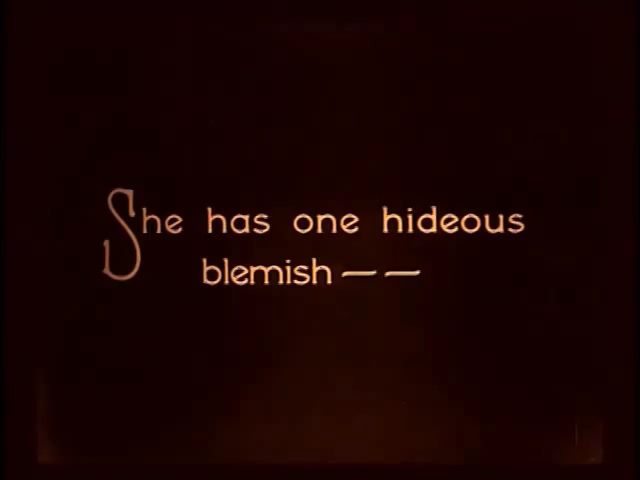 She has one hideous
blemish — —